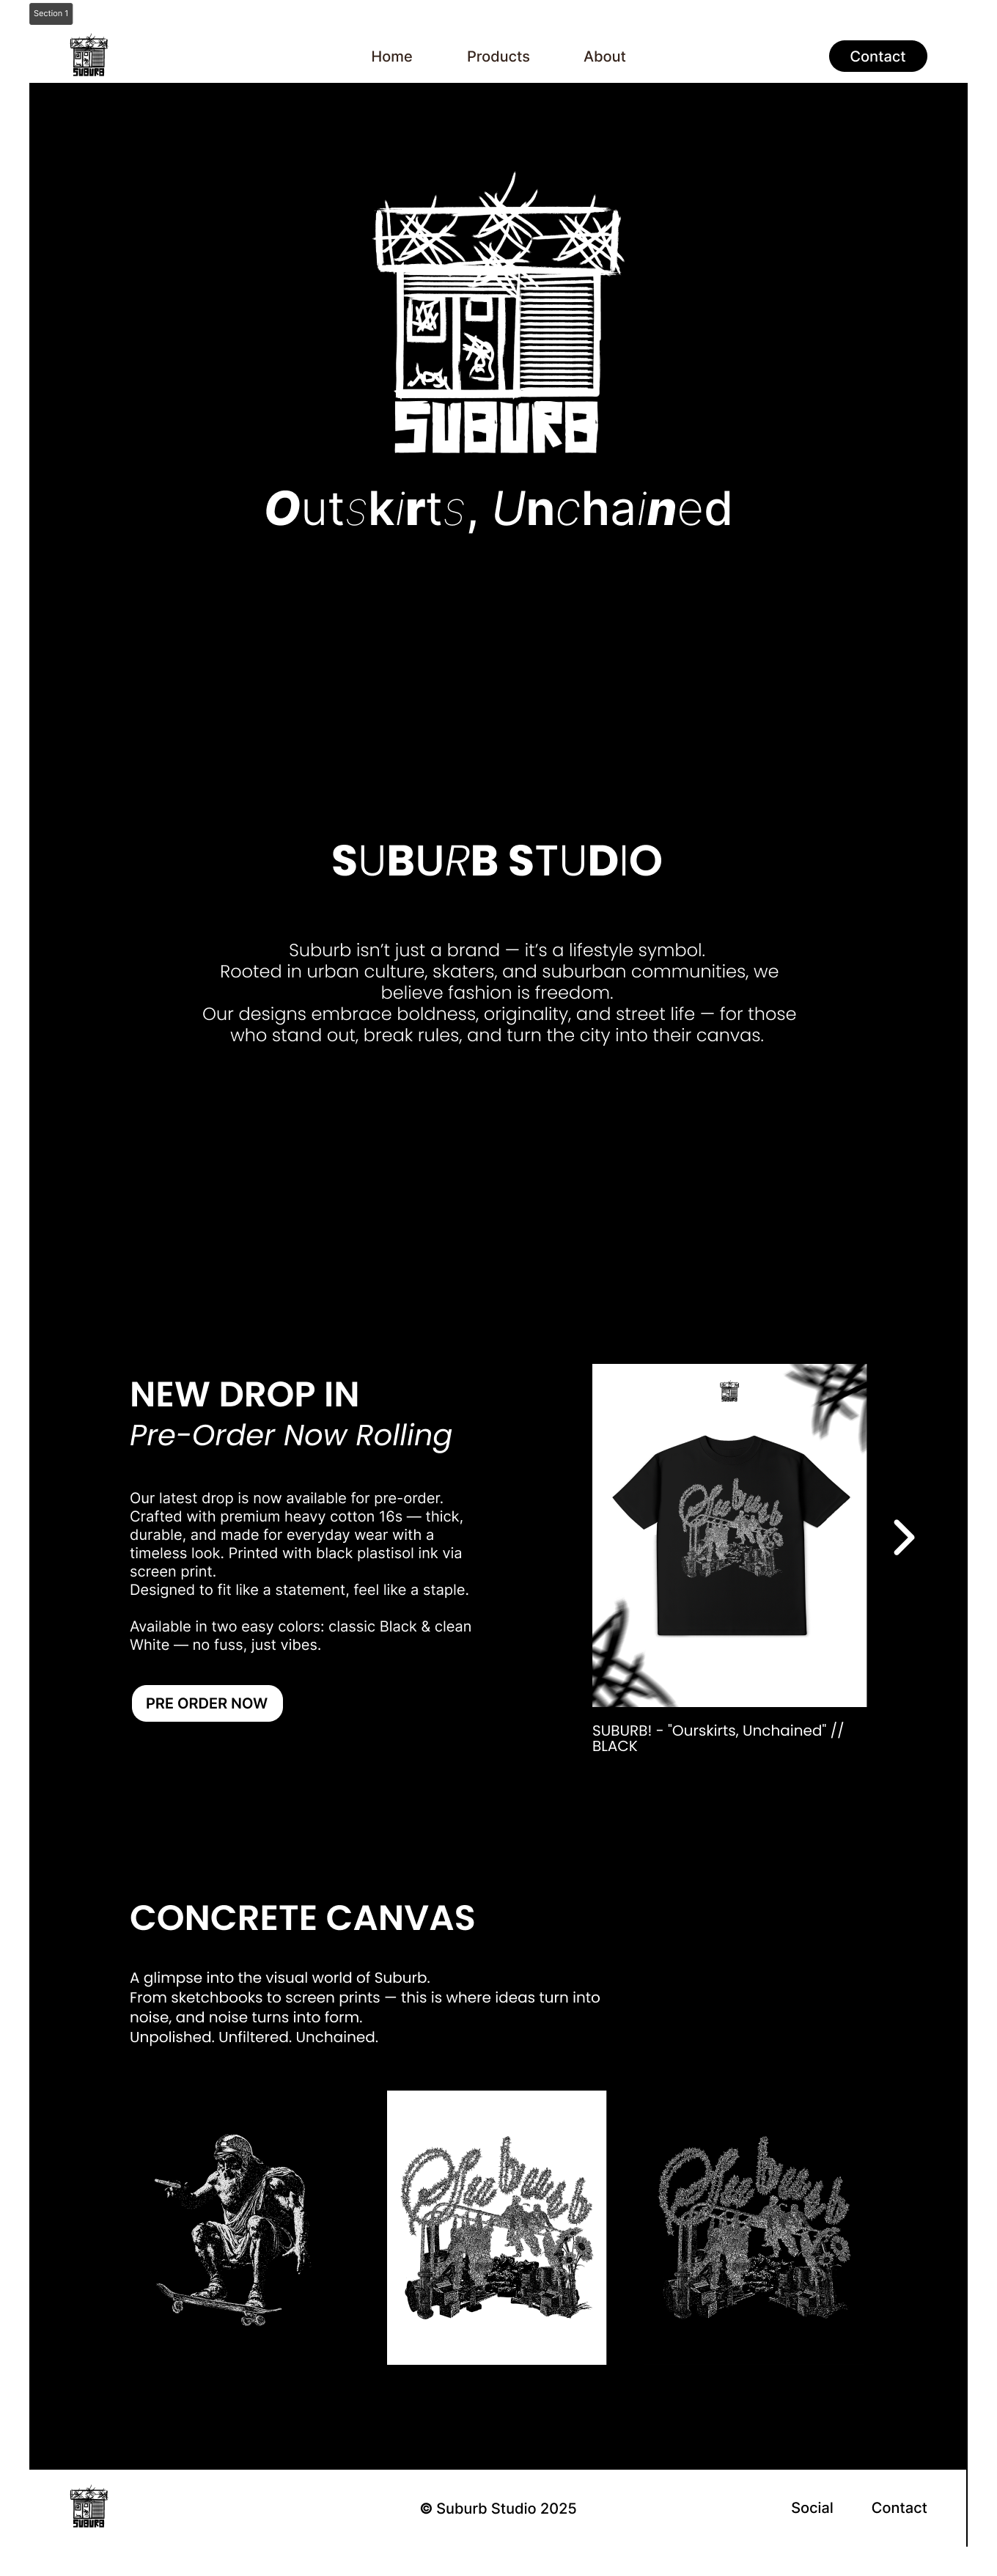 Section 1
SUBURB
Home Products About Contact
SUBURB
Outskirts, Unchained
SUBURB STUDIO
Suburb isn’t just a brand — it’s a lifestyle symbol.
Rooted in urban culture, skaters, and suburban communities, we
believe fashion is freedom.
Our designs embrace boldness, originality, and street life — for those
who stand out, break rules, and turn the city into their canvas.
NEW DROP IN
Pre-Order Now Rolling
Our latest drop is now available for pre-order.
Crafted with premium heavy cotton 16s — thick,
durable, and made for everyday wear with a
timeless look. Printed with black plastisol ink via
screen print.
Designed to fit like a statement, feel like a staple.
Available in two easy colors: classic Black & clean
White — no fuss, just vibes.
PRE ORDER NOW
SUBURB
Suburb
SUBURB! - "Ourskirts, Unchained" //
BLACK
CONCRETE CANVAS
A glimpse into the visual world of Suburb.
From sketchbooks to screen prints — this is where ideas turn into
noise, and noise turns into form.
Unpolished. Unfiltered. Unchained.
Suburb
Suburb
SUBURB
© Suburb Studio 2025
Social Contact